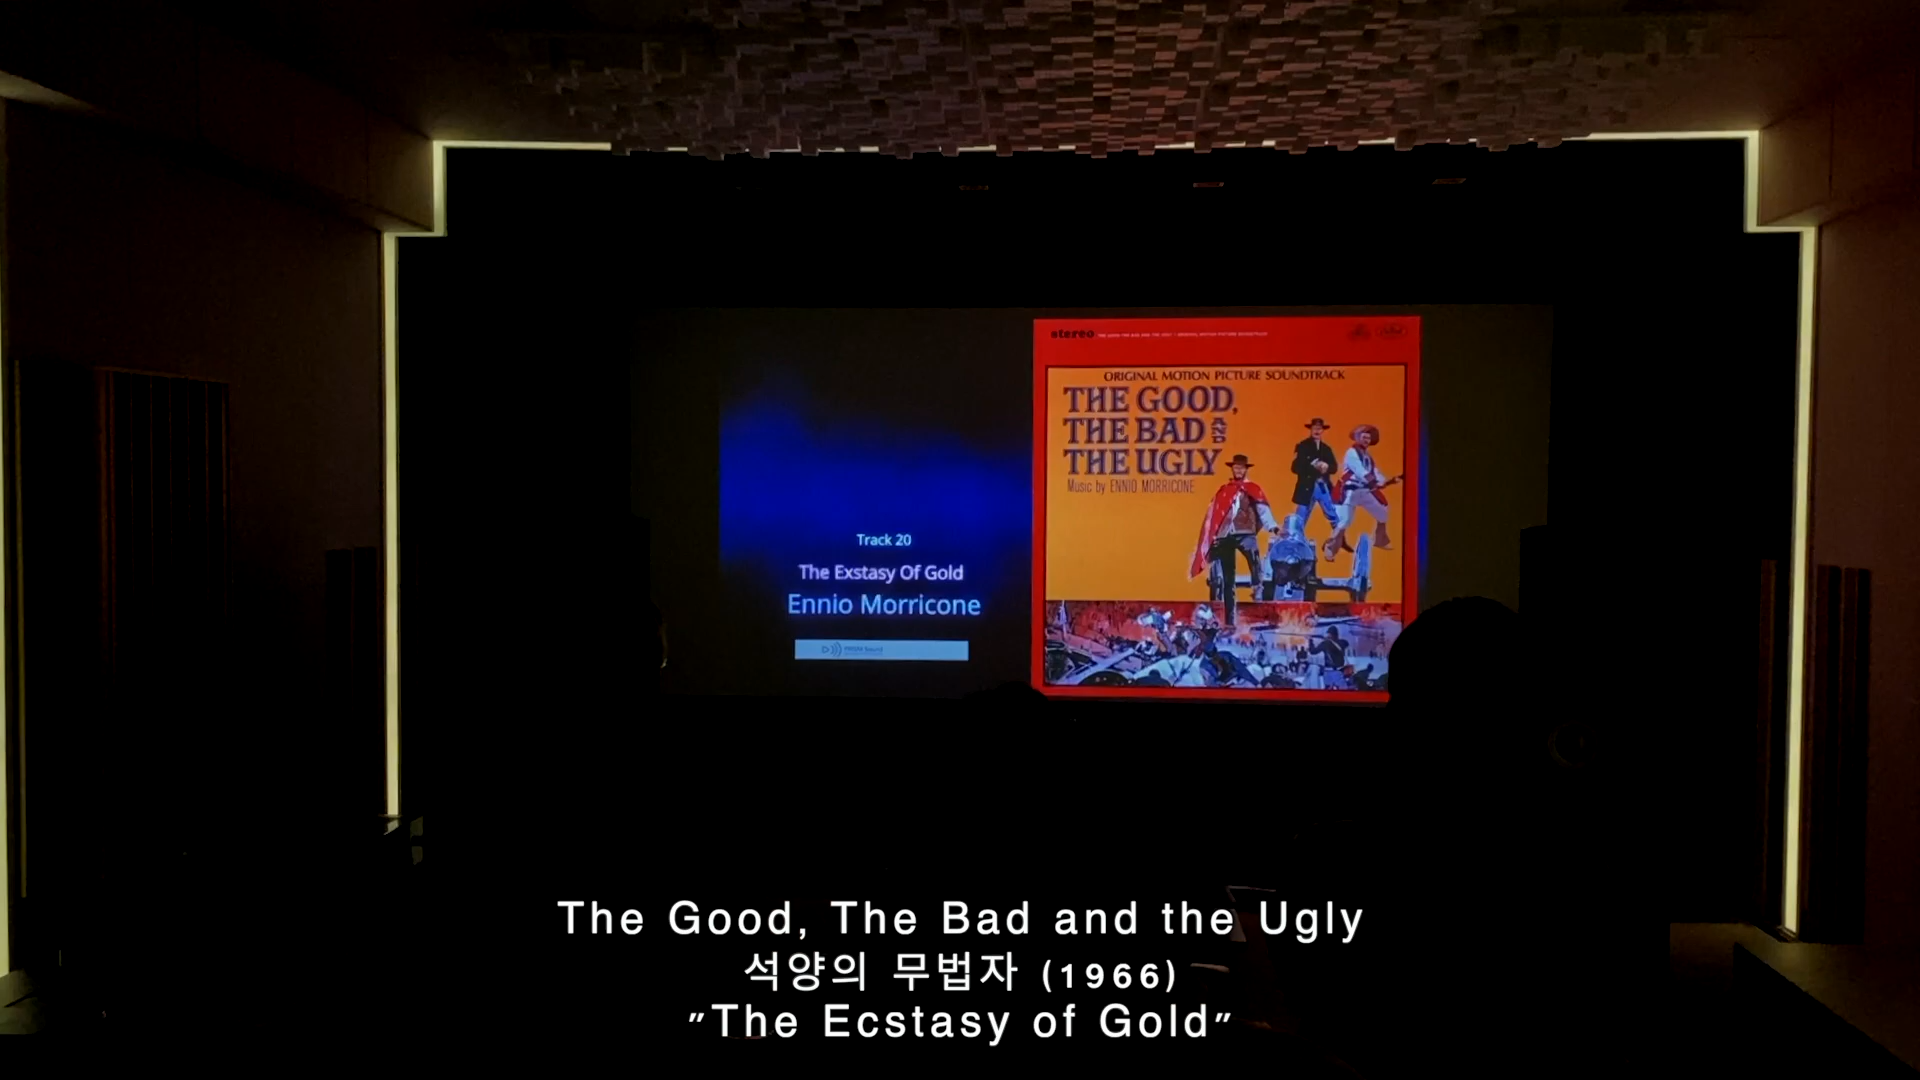 stereo
ORIGINAL MOTION PICTURE SOUNDTRACK
THE GOOD,
THE BAD AND
THE UGLY
Music by ENNIO MORRICONE
Track 20
The Exstasy Of Gold
Ennio Morricone
PRISM Sound
The Good, The Bad and the Ugly
석양의 무법자 (1966)
"The Ecstasy of Gold"